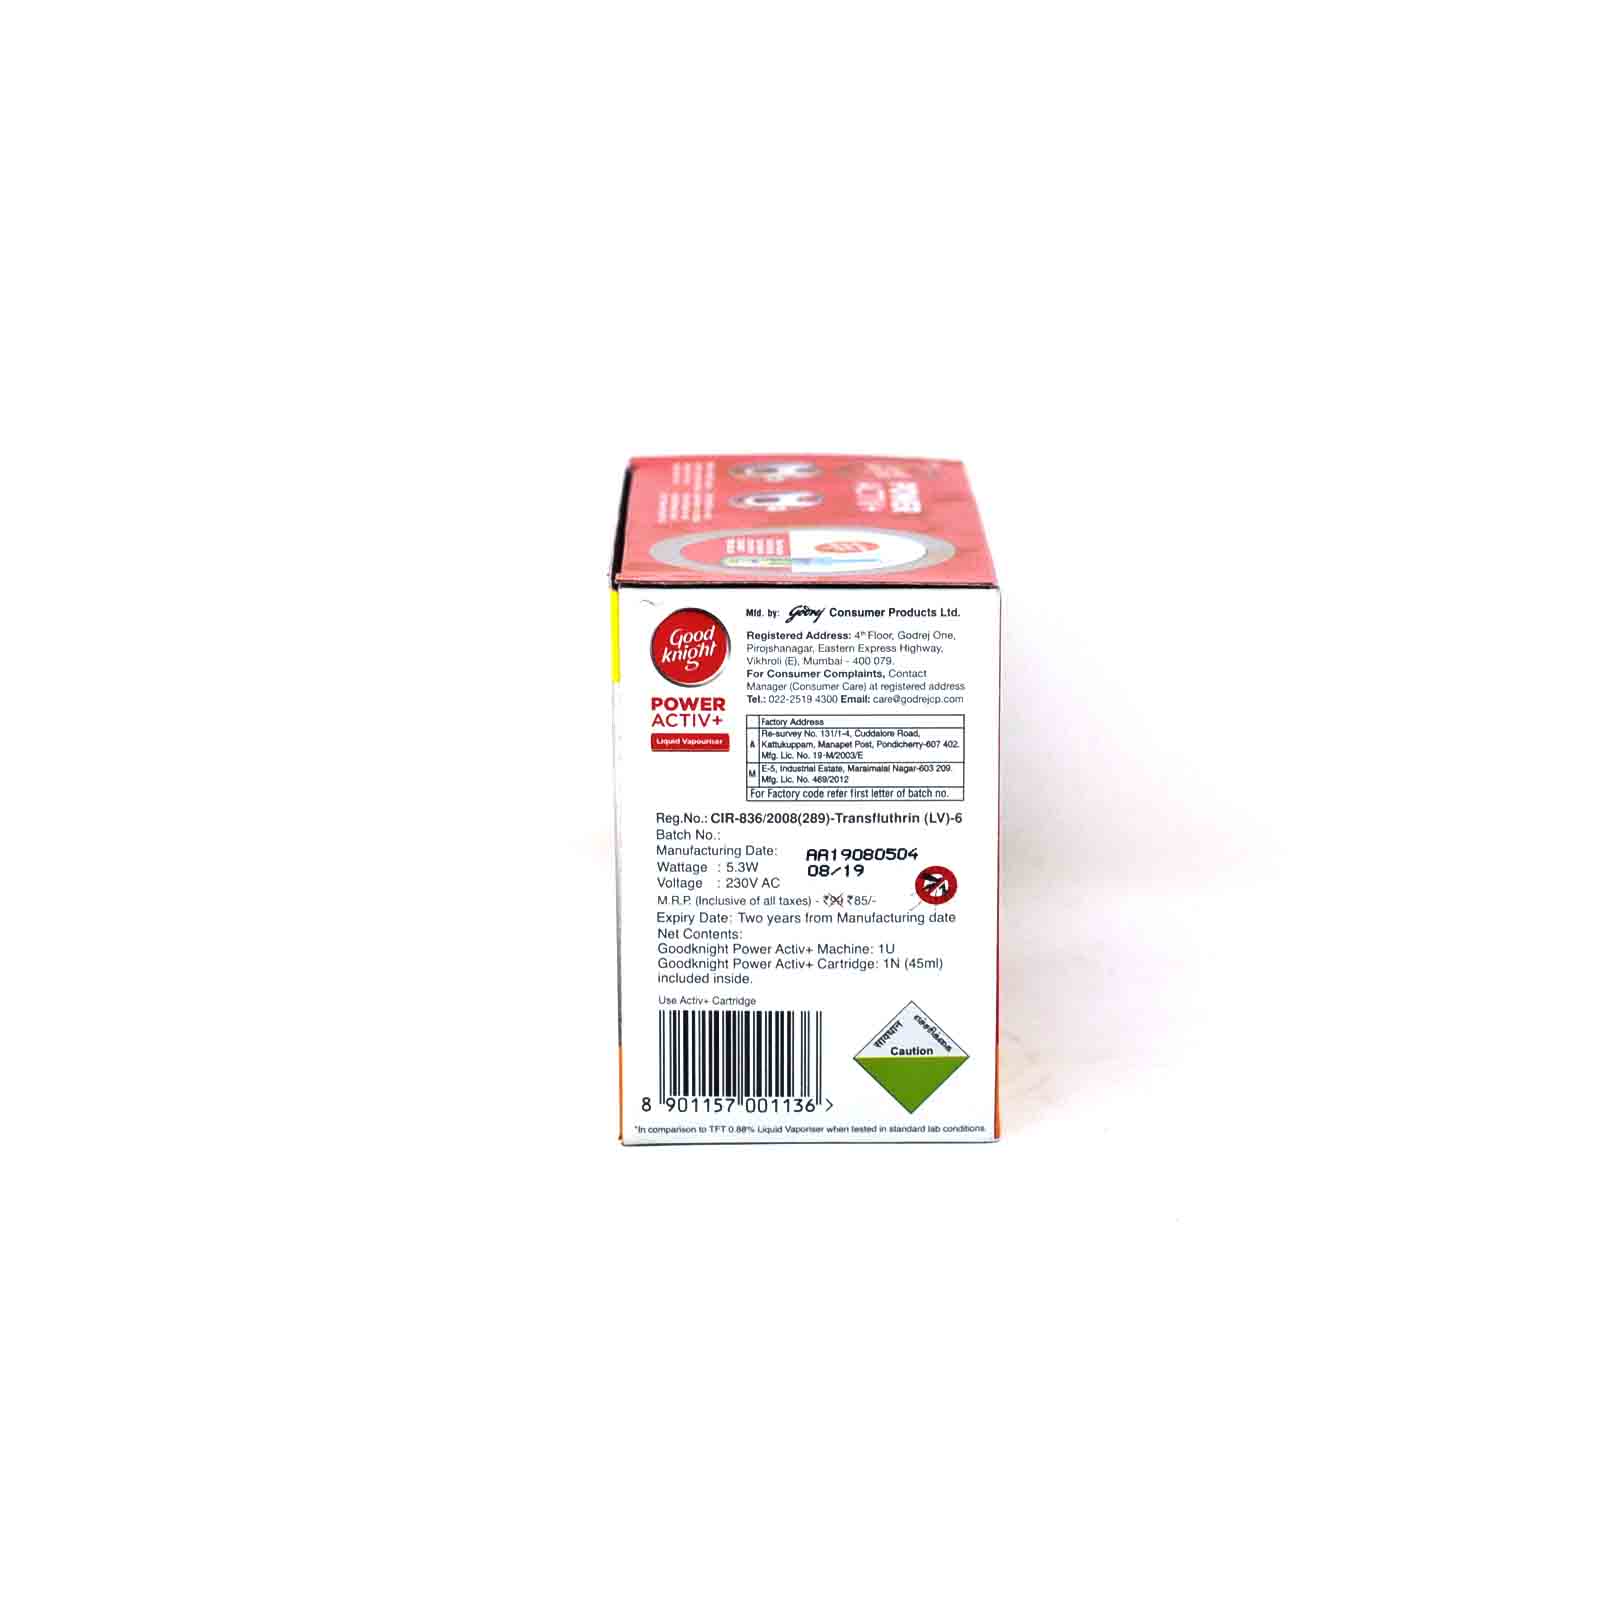 Good
knight
POWER
ACTIV+
Liquid Vapouriser
Mfd. by: Godrej Consumer Products Ltd.
Registered Address: 4th Floor, Godrej One,
Pirojshanagar, Eastern Express Highway,
Vikhroli (E), Mumbai - 400 079.
For Consumer Complaints, Contact
Manager (Consumer Care) at registered address
Tel.: 022-2519 4300 Email: care@godrejcp.com
Factory Address
A Re-survey No. 131/1-4, Cuddalore Road,
Kattukuppam, Manapet Post, Pondicherry-607 402.
Mfg. Lic. No. 19-M/2003/E
M E-5, Industrial Estate, Maraimalai Nagar-603 209.
Mfg. Lic. No. 469/2012
For Factory code refer first letter of batch no.
Reg.No.: CIR-836/2008(289)-Transfluthrin (LV)-6
Batch No.:
Manufacturing Date: AA19080504
Wattage : 5.3W 08/19
Voltage : 230V AC
M.R.P. (Inclusive of all taxes) - ₹90 ₹85/-
Expiry Date: Two years from Manufacturing date
Net Contents:
Goodknight Power Activ+ Machine: 1U
Goodknight Power Activ+ Cartridge: 1N (45ml)
included inside.
Use Activ+ Cartridge
सावधान எச்சரிக்கை
Caution
8 901157 001136 >
*In comparison to TFT 0.88% Liquid Vaporiser when tested in standard lab conditions.
POWER